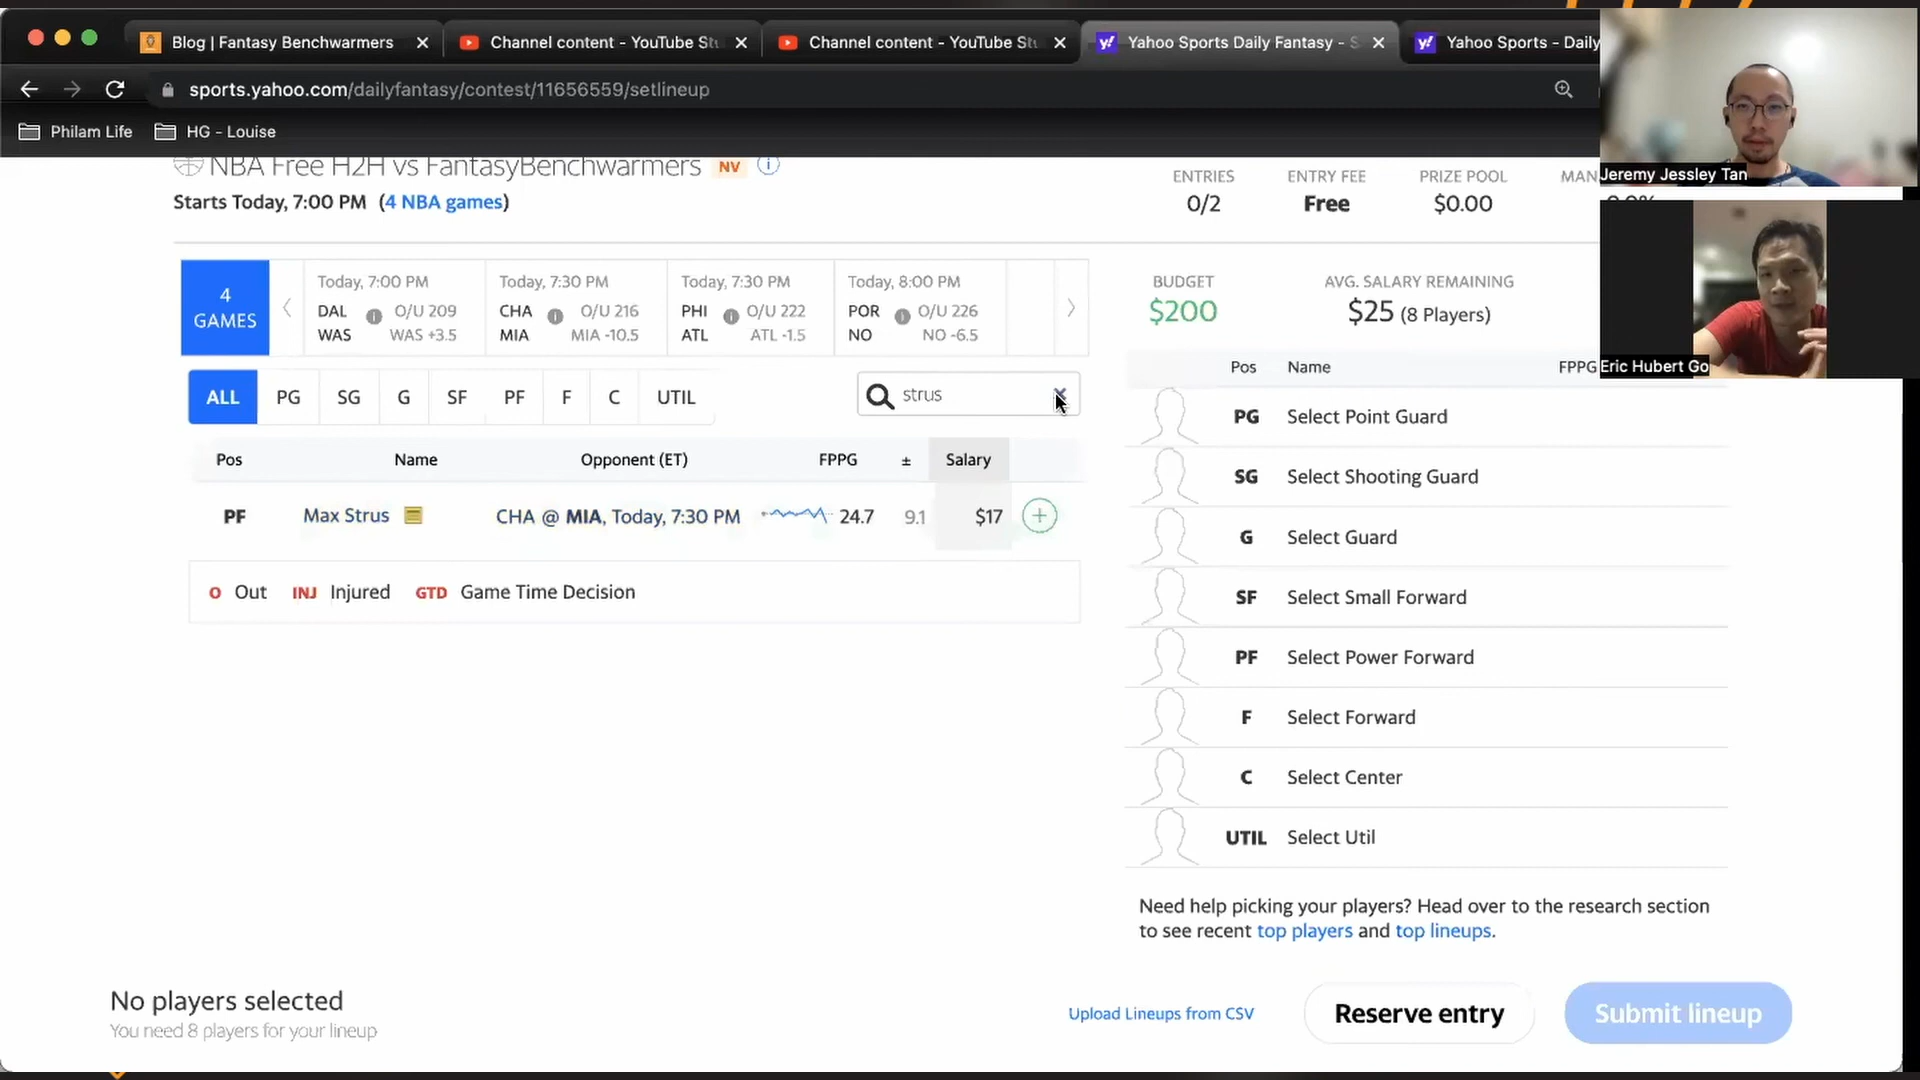 Blog | Fantasy Benchwarmers
Channel content - YouTube Stu
Channel content - YouTube Stu
Yahoo Sports Daily Fantasy - S
Yahoo Sports - Daily
sports.yahoo.com/dailyfantasy/contest/11656559/setlineup
Philam Life
HG - Louise
Jeremy Jessley Tan
Eric Hubert Go
NBA Free H2H vs FantasyBenchwarmers NV
Starts Today, 7:00 PM (4 NBA games)
ENTRIES
0/2
ENTRY FEE
Free
PRIZE POOL
$0.00
MAN
4
GAMES
Today, 7:00 PM
DAL O/U 209
WAS WAS +3.5
Today, 7:30 PM
CHA O/U 216
MIA MIA -10.5
Today, 7:30 PM
PHI O/U 222
ATL ATL -1.5
Today, 8:00 PM
POR O/U 226
NO NO -6.5
BUDGET
$200
AVG. SALARY REMAINING
$25 (8 Players)
ALL PG SG G SF PF F C UTIL
strus
Pos Name Opponent (ET) FPPG ± Salary
PF Max Strus CHA @ MIA, Today, 7:30 PM 24.7 9.1 $17
O Out INJ Injured GTD Game Time Decision
Pos Name FPPG
PG Select Point Guard
SG Select Shooting Guard
G Select Guard
SF Select Small Forward
PF Select Power Forward
F Select Forward
C Select Center
UTIL Select Util
Need help picking your players? Head over to the research section
to see recent top players and top lineups.
No players selected
You need 8 players for your lineup
Upload Lineups from CSV
Reserve entry
Submit lineup